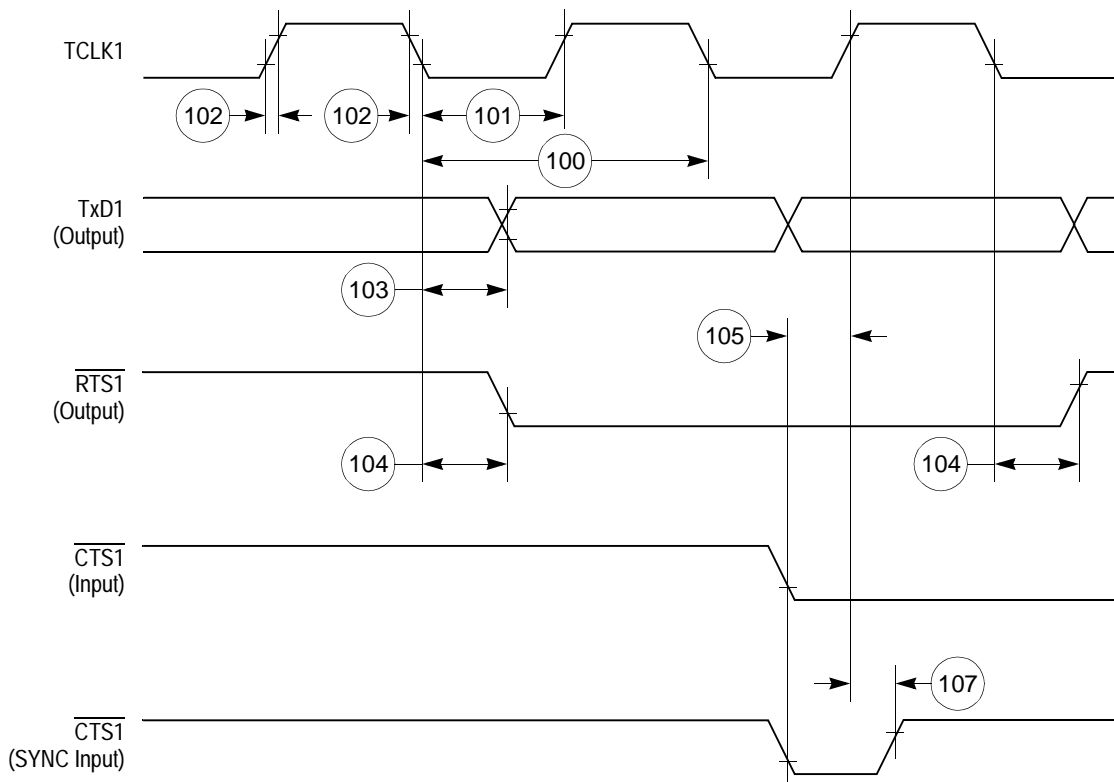 TCLK1
102
102
101
100
TxD1
(Output)
103
105
RTS1
(Output)
104
104
CTS1
(Input)
107
CTS1
(SYNC Input)